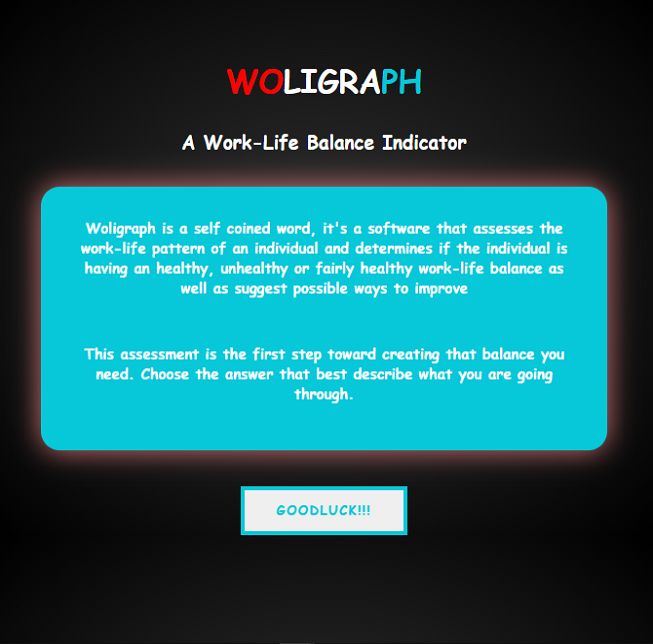 WOLIGRAPH
A Work-Life Balance Indicator
Woligraph is a self coined word, it's a software that assesses the
work-life pattern of an individual and determines if the individual is
having an healthy, unhealthy or fairly healthy work-life balance as
well as suggest possible ways to improve
This assessment is the first step toward creating that balance you
need. Choose the answer that best describe what you are going
through.
GOODLUCK!!!